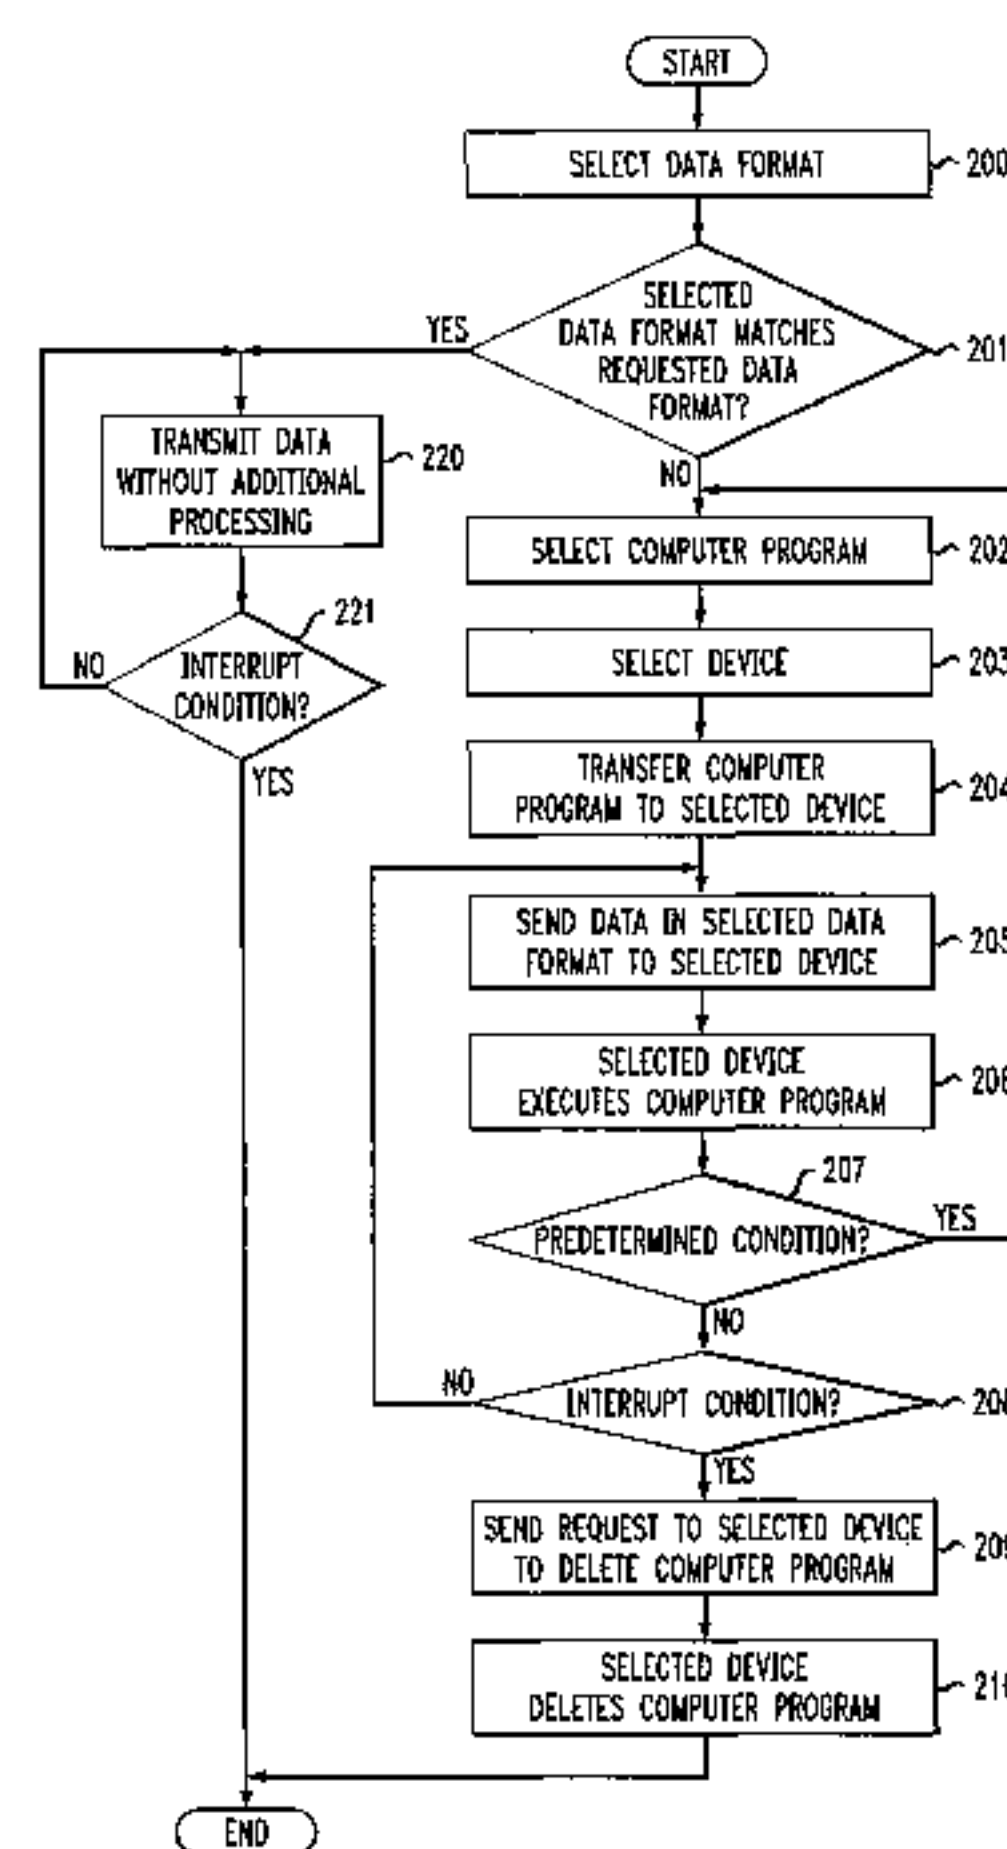 START
SELECT DATA FORMAT
200
SELECTED
DATA FORMAT MATCHES
REQUESTED DATA
FORMAT?
201
YES
NO
TRANSMIT DATA
WITHOUT ADDITIONAL
PROCESSING
220
INTERRUPT
CONDITION?
221
NO
YES
SELECT COMPUTER PROGRAM
202
SELECT DEVICE
203
TRANSFER COMPUTER
PROGRAM TO SELECTED DEVICE
204
SEND DATA IN SELECTED DATA
FORMAT TO SELECTED DEVICE
205
SELECTED DEVICE
EXECUTES COMPUTER PROGRAM
206
PREDETERMINED CONDITION?
207
YES
NO
INTERRUPT CONDITION?
NO
YES
SEND REQUEST TO SELECTED DEVICE
TO DELETE COMPUTER PROGRAM
SELECTED DEVICE
DELETES COMPUTER PROGRAM
END